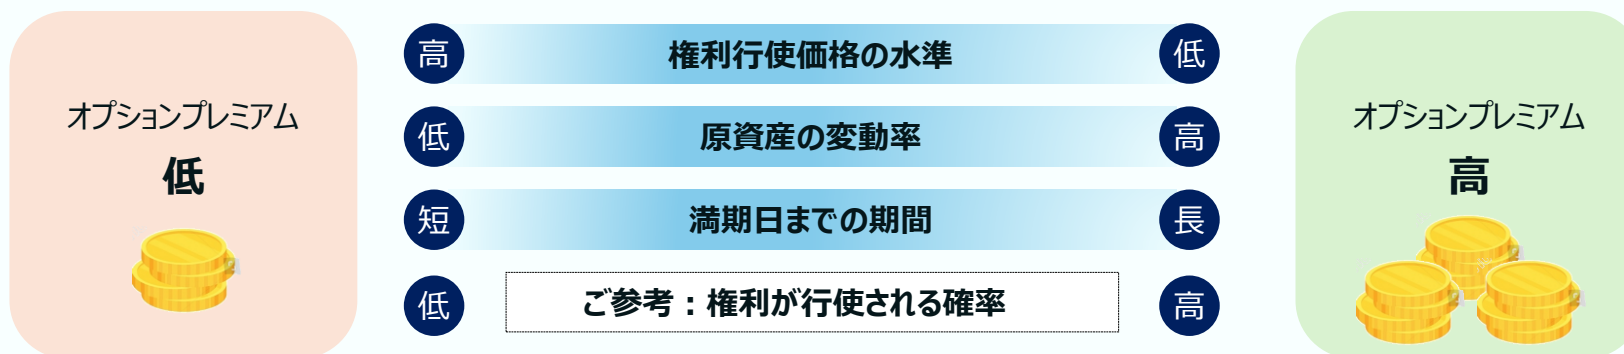 オプションプレミアム
低
高 権利行使価格の水準 低
低 原資産の変動率 高
短 満期日までの期間 長
低 ご参考：権利が行使される確率 高
オプションプレミアム
高